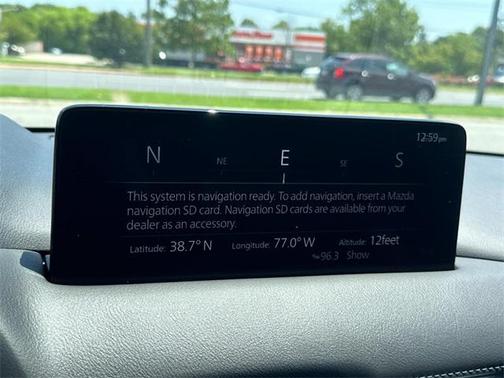 12:59pm
N NE E SE S
This system is navigation ready. To add navigation, insert a Mazda
navigation SD card. Navigation SD cards are available from your
dealer as an accessory.
Latitude: 38.7° N Longitude: 77.0° W Altitude: 12feet
96.3 Show